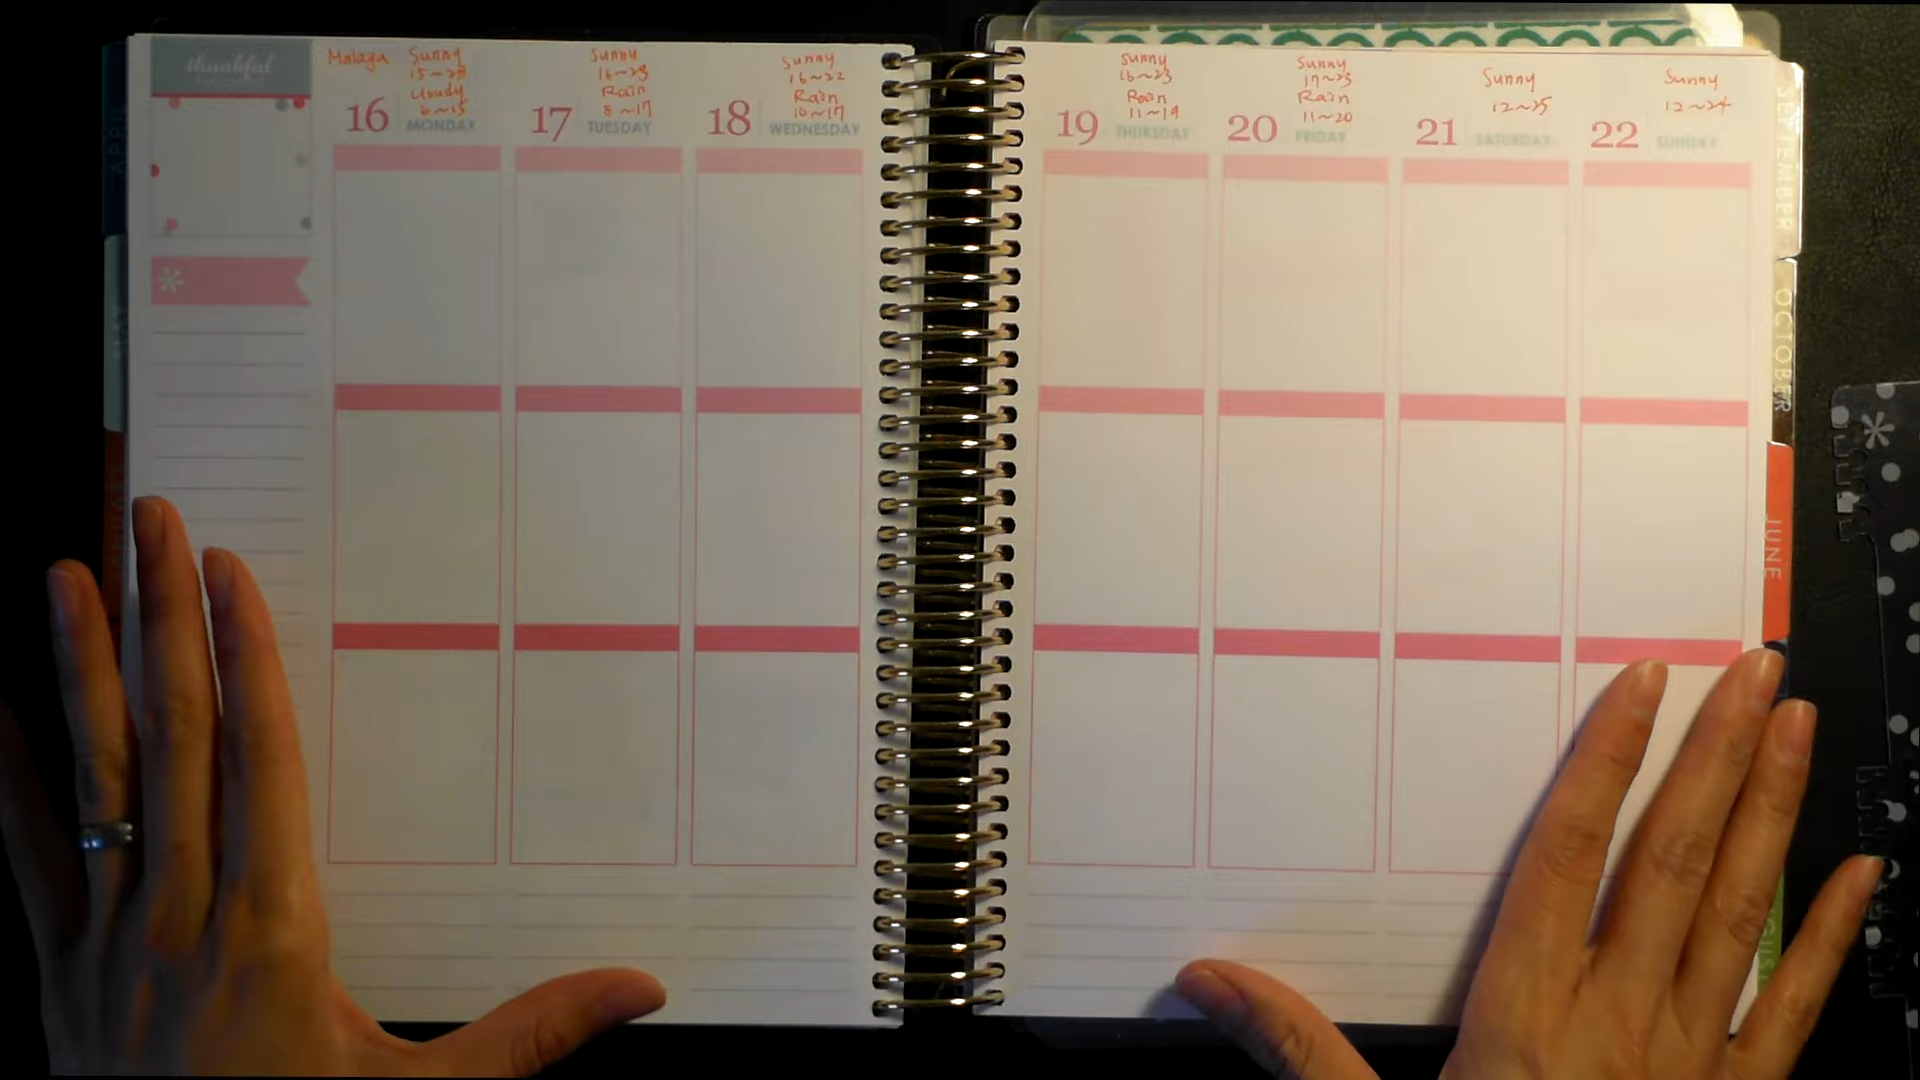 thankful
Malaga
Sunny
15~23
Cloudy
6~15
16
MONDAY
Sunny
16~23
Rain
8~17
17
TUESDAY
Sunny
16~22
Rain
10~17
18
WEDNESDAY
Sunny
16~23
Rain
11~19
19
THURSDAY
Sunny
17~23
Rain
11~20
20
FRIDAY
Sunny
12~25
21
SATURDAY
Sunny
12~24
22
SUNDAY
APRIL
MAY
SEPTEMBER
OCTOBER
JUNE